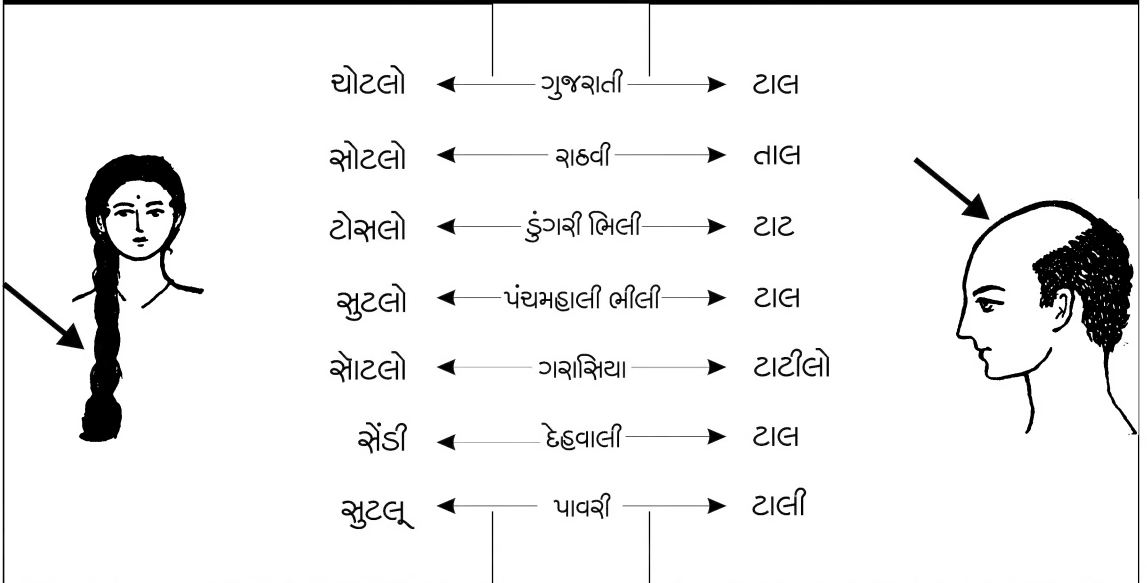 ચોટલો ગુજરાતી ટાલ
સોટલો રાઠવી તાલ
ટોસલો ડુંગરી ભિલી ટાટ
સુટલો પંચમહાલી ભીલી ટાલ
સોટલો ગરાસિયા ટાટીલો
સેંડી દેહવાલી ટાલ
સુટલૂ પાવરી ટાલી